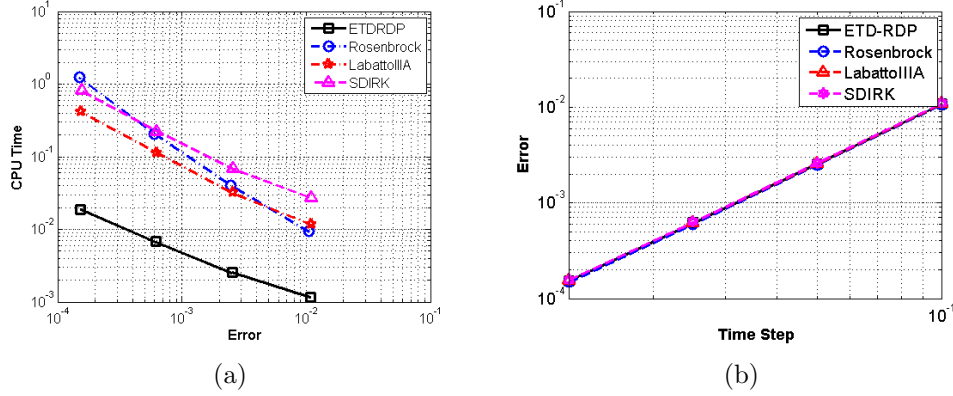 10^1
10^0
10^-1
10^-2
10^-3
CPU Time
10^-4
10^-3
10^-2
10^-1
Error
ETDRDP
Rosenbrock
LabattoIIIA
SDIRK
(a)
10^-1
10^-2
10^-3
10^-4
Error
10^-1
Time Step
ETD-RDP
Rosenbrock
LabattoIIIA
SDIRK
(b)